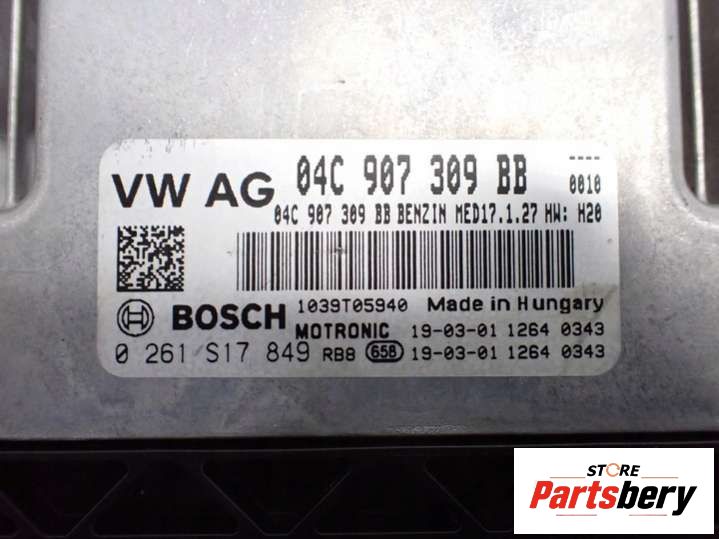 VW AG 04C 907 309 BB ----
0010
04C 907 309 BB BENZIN MED17.1.27 HW: H20
BOSCH 1039T05940 Made in Hungary
MOTRONIC 19-03-01 1264 0343
0 261 S17 849 RB8 658 19-03-01 1264 0343
STORE
Partsbery